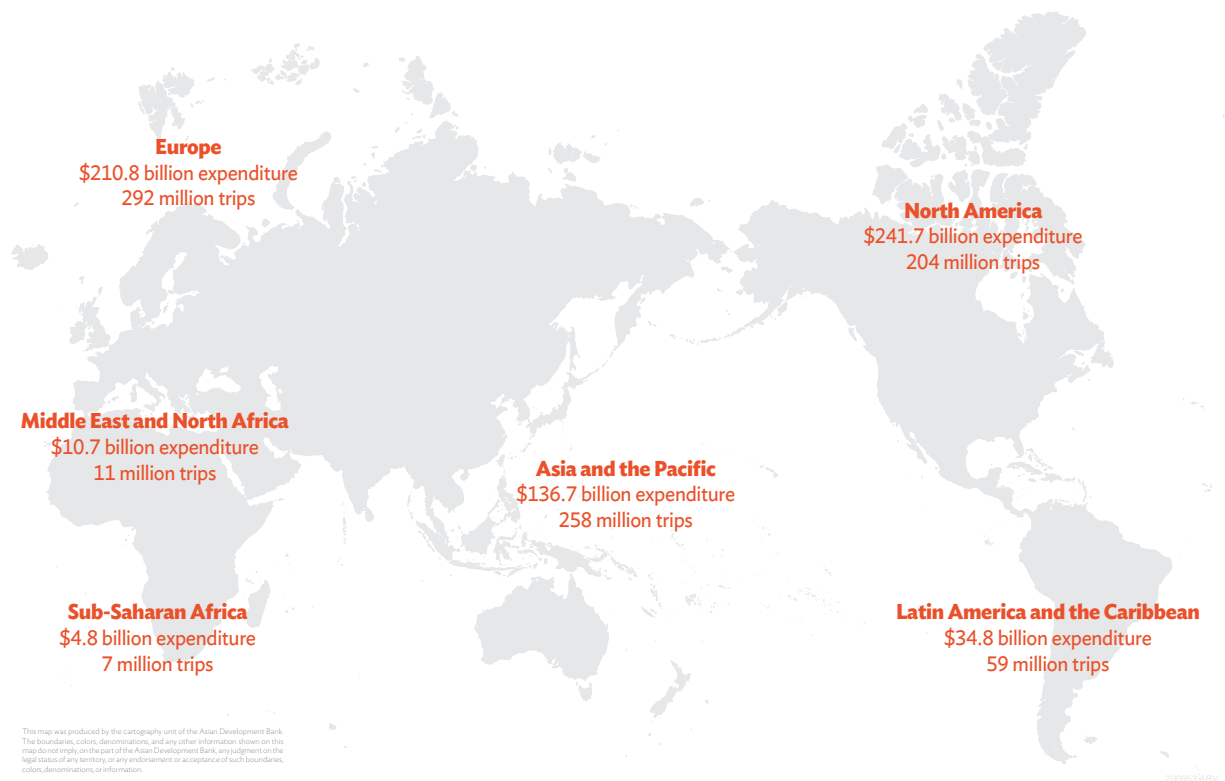 Europe
$210.8 billion expenditure
292 million trips
North America
$241.7 billion expenditure
204 million trips
Middle East and North Africa
$10.7 billion expenditure
11 million trips
Asia and the Pacific
$136.7 billion expenditure
258 million trips
Sub-Saharan Africa
$4.8 billion expenditure
7 million trips
Latin America and the Caribbean
$34.8 billion expenditure
59 million trips
This map was produced by the cartography unit of the Asian Development Bank.
The boundaries, colors, denominations, and any other information shown on this
map do not imply, on the part of the Asian Development Bank, any judgment on the
legal status of any territory, or any endorsement or acceptance of such boundaries,
colors, denominations, or information.